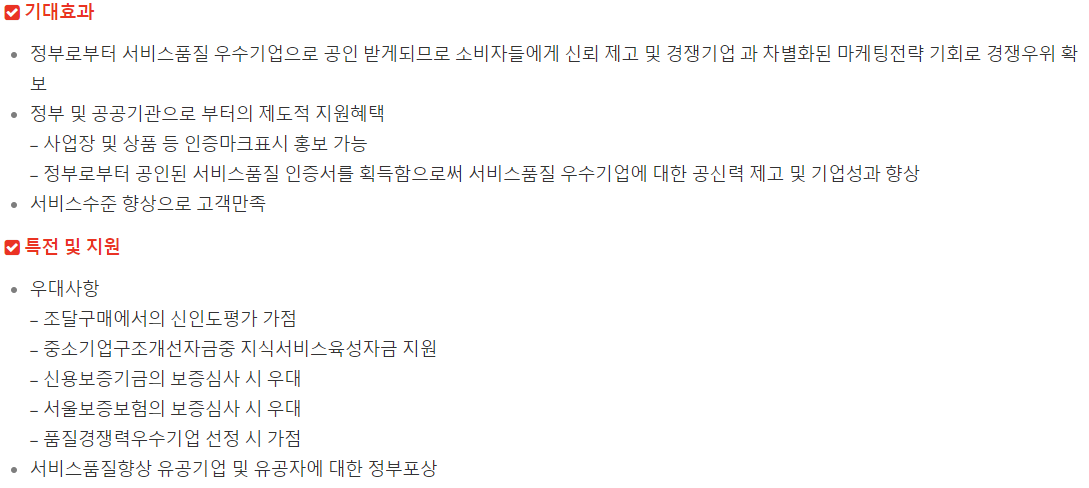 기대효과
정부로부터 서비스품질 우수기업으로 공인 받게되므로 소비자들에게 신뢰 제고 및 경쟁기업 과 차별화된 마케팅전략 기회로 경쟁우위 확
보
정부 및 공공기관으로 부터의 제도적 지원혜택
– 사업장 및 상품 등 인증마크표시 홍보 가능
– 정부로부터 공인된 서비스품질 인증서를 획득함으로써 서비스품질 우수기업에 대한 공신력 제고 및 기업성과 향상
서비스수준 향상으로 고객만족
특전 및 지원
우대사항
– 조달구매에서의 신인도평가 가점
– 중소기업구조개선자금중 지식서비스육성자금 지원
– 신용보증기금의 보증심사 시 우대
– 서울보증보험의 보증심사 시 우대
– 품질경쟁력우수기업 선정 시 가점
서비스품질향상 유공기업 및 유공자에 대한 정부포상